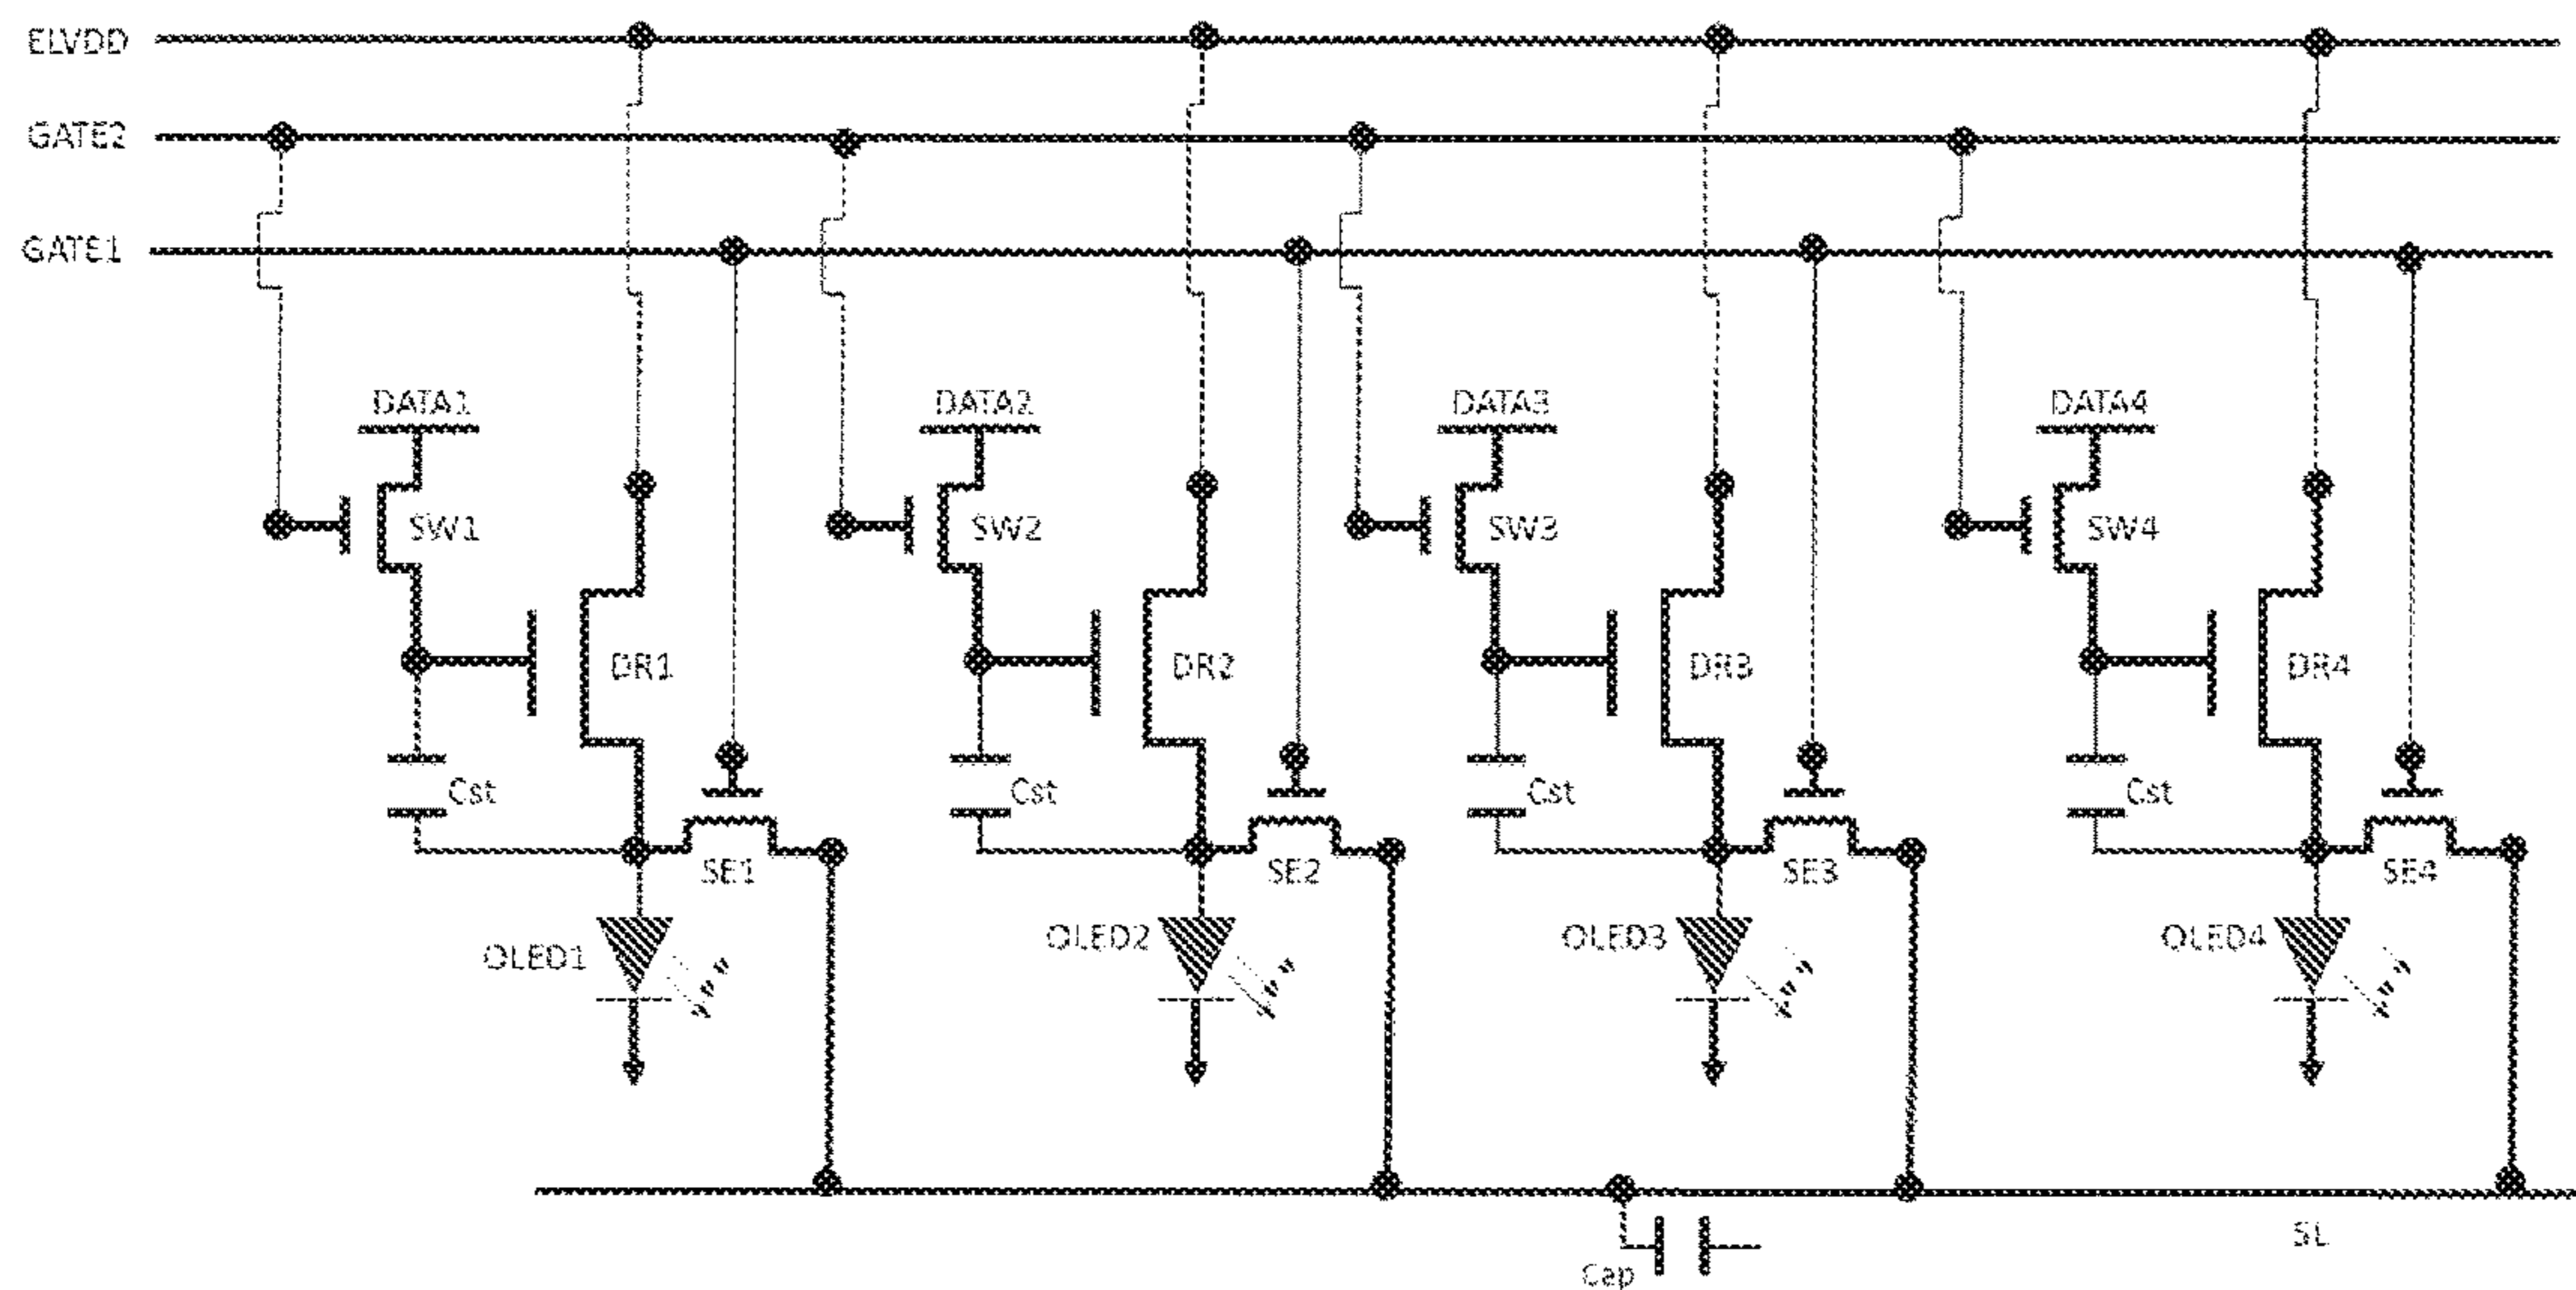 ELVDD
GATE2
GATE1
DATA1 DATA2 DATA3 DATA4
SW1 SW2 SW3 SW4
DR1 DR2 DR3 DR4
Cst Cst Cst Cst
SE1 SE2 SE3 SE4
OLED1 OLED2 OLED3 OLED4
SL
Cap